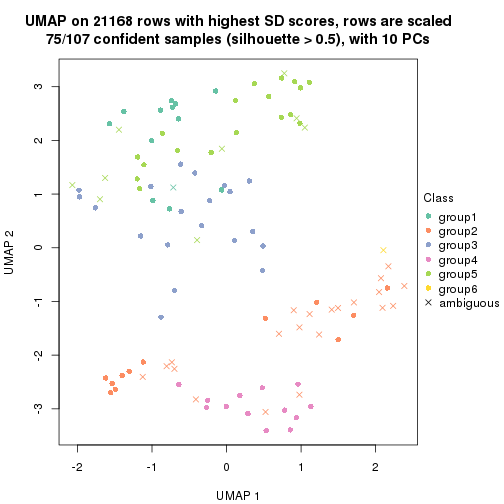 UMAP on 21168 rows with highest SD scores, rows are scaled
75/107 confident samples (silhouette > 0.5), with 10 PCs
3
2
1
0
-1
-2
-3
UMAP 2
-2
-1
0
1
2
UMAP 1
Class
group1
group2
group3
group4
group5
group6
ambiguous